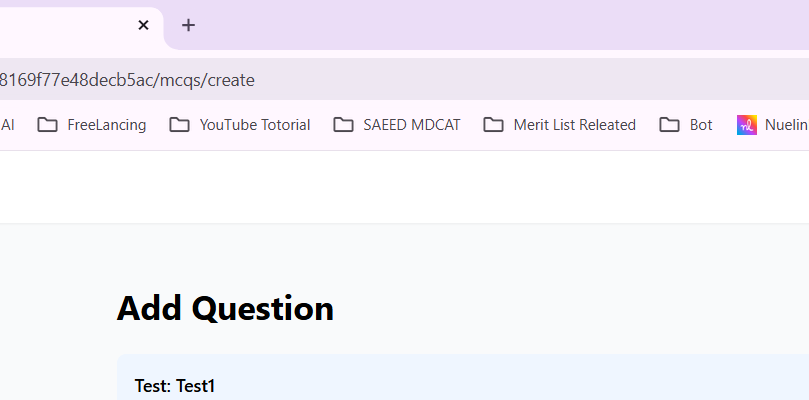 8169f77e48decb5ac/mcqs/create
AI FreeLancing YouTube Totorial SAEED MDCAT Merit List Releated Bot Nuelin
Add Question
Test: Test1